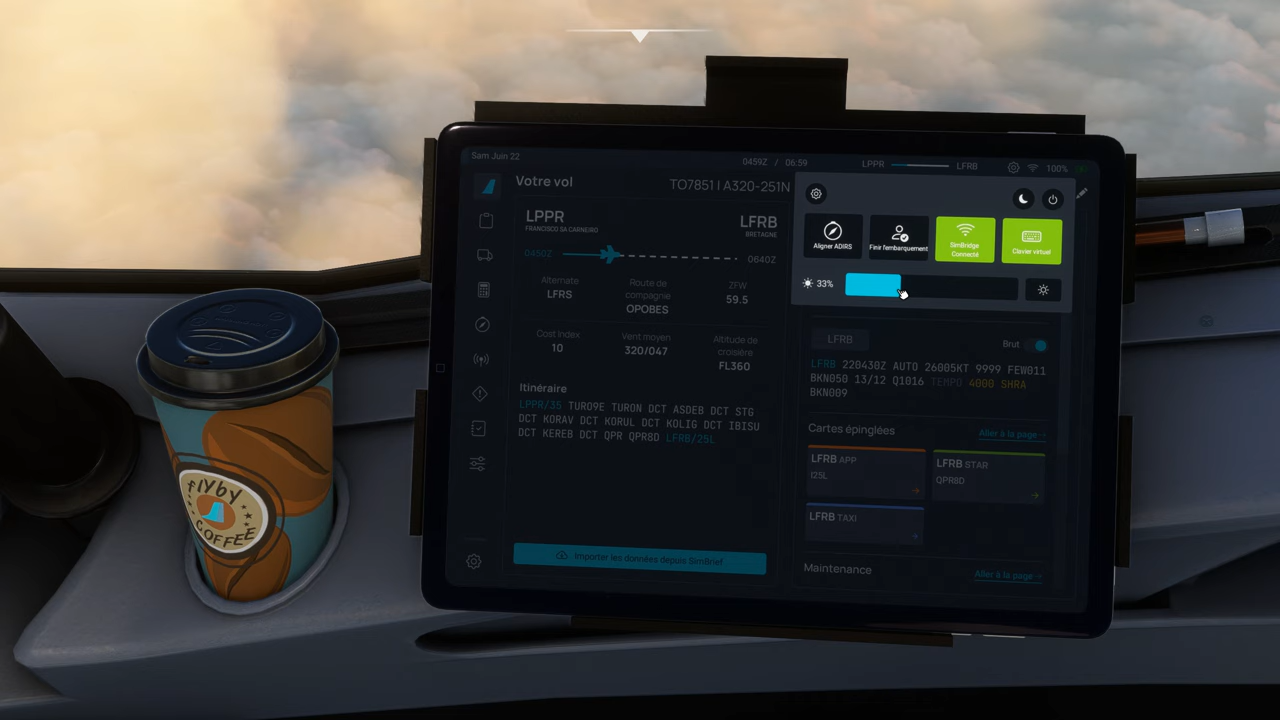 Sam Juin 22
0459Z / 06:59
LPPR
LFRB
100%
Votre vol
TO7851 | A320-251N
LPPR
FRANCISCO SA CARNEIRO
LFRB
BRETAGNE
0450Z
0640Z
Alternate
LFRS
Route de
compagnie
OPOBES
ZFW
59.5
Cost Index
10
Vent moyen
320/047
Altitude de
croisière
FL360
Itinéraire
LPPR/35 TURO9E TURON DCT ASDEB DCT STG
DCT KORAV DCT KORUL DCT KOLIG DCT IBISU
DCT KEREB DCT QPR QPR8D LFRB/25L
Importer les données depuis SimBrief
Aligner ADIRS
Finir l'embarquement
SimBridge
Connecté
Clavier virtuel
33%
LFRB
Brut
LFRB 220430Z AUTO 26005KT 9999 FEW011
BKN050 13/12 Q1016 TEMPO 4000 SHRA
BKN009
Cartes épinglées
Aller à la page
LFRB APP
I25L
LFRB STAR
QPR8D
LFRB TAXI
Maintenance
Aller à la page
flyby
COFFEE